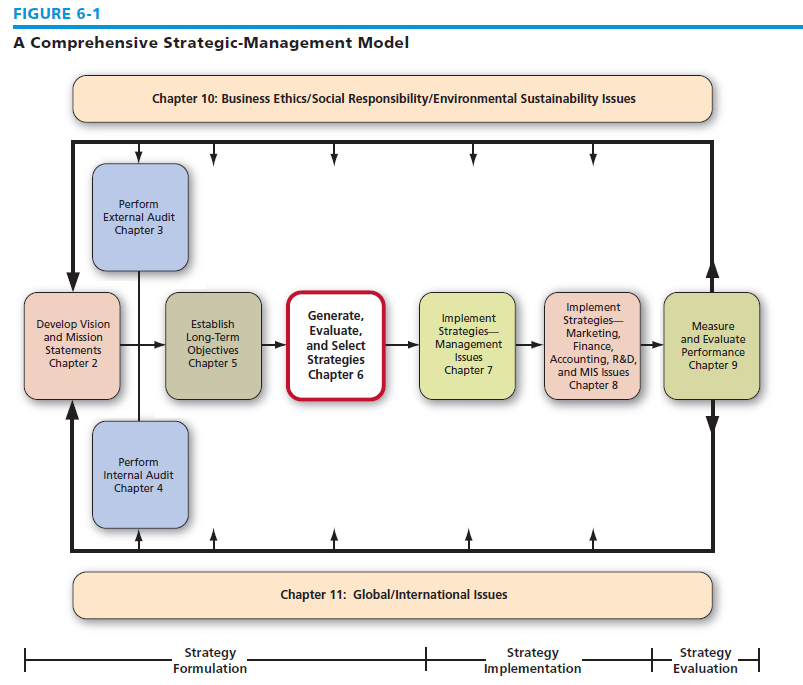 FIGURE 6-1
A Comprehensive Strategic-Management Model
Chapter 10: Business Ethics/Social Responsibility/Environmental Sustainability Issues
Perform
External Audit
Chapter 3
Develop Vision
and Mission
Statements
Chapter 2
Establish
Long-Term
Objectives
Chapter 5
Generate,
Evaluate,
and Select
Strategies
Chapter 6
Implement
Strategies—
Management
Issues
Chapter 7
Implement
Strategies—
Marketing,
Finance,
Accounting, R&D,
and MIS Issues
Chapter 8
Measure
and Evaluate
Performance
Chapter 9
Perform
Internal Audit
Chapter 4
Chapter 11: Global/International Issues
Strategy
Formulation
Strategy
Implementation
Strategy
Evaluation